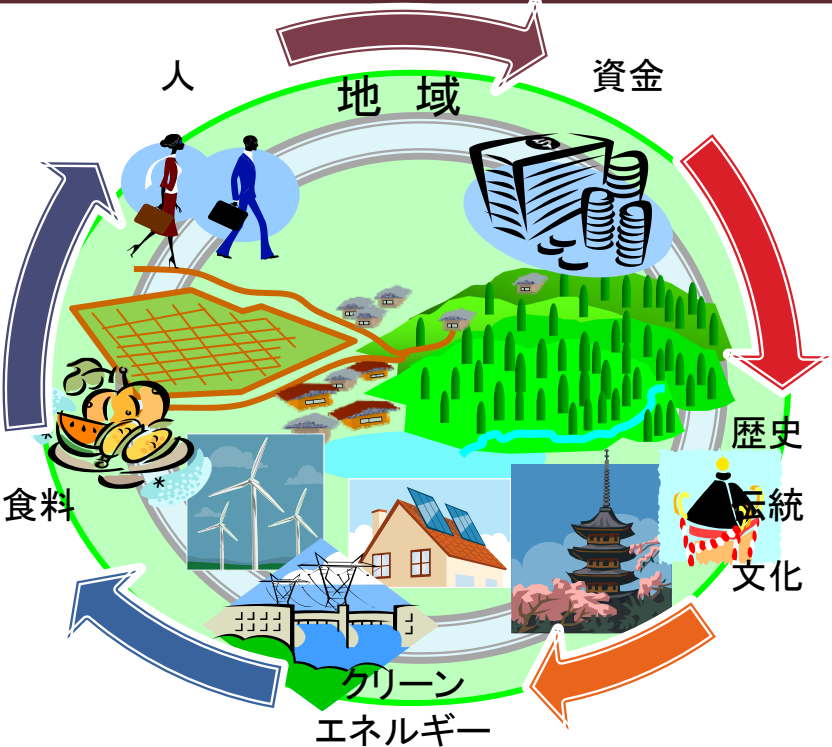 地 域
人
資金
歴史
伝統
文化
クリーン
エネルギー
食料